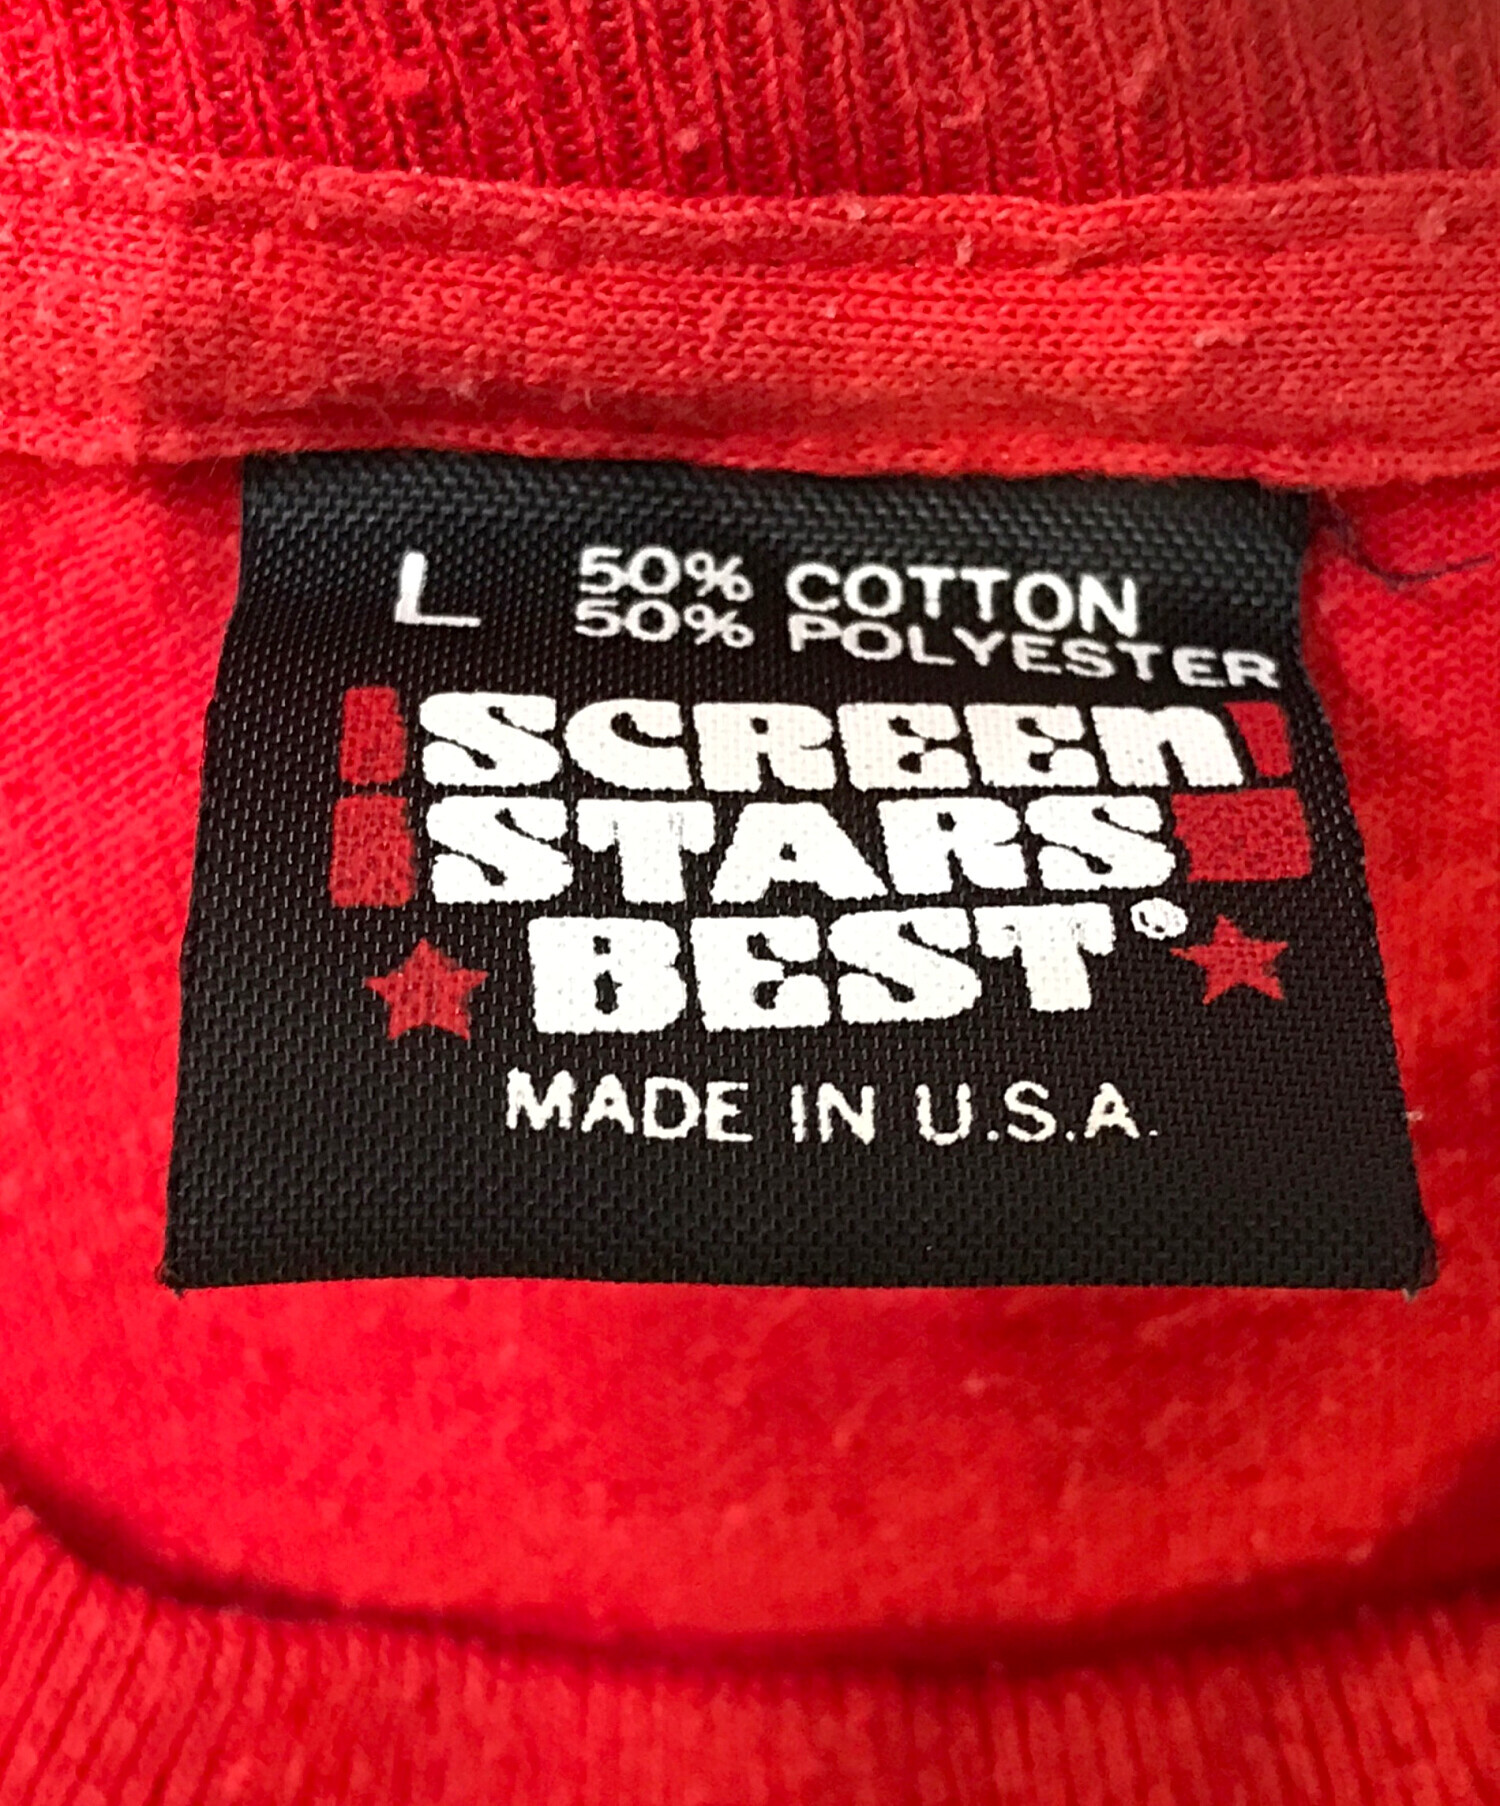 L 50% COTTON
50% POLYESTER
SCREEN
STARS
BEST®
MADE IN U.S.A.